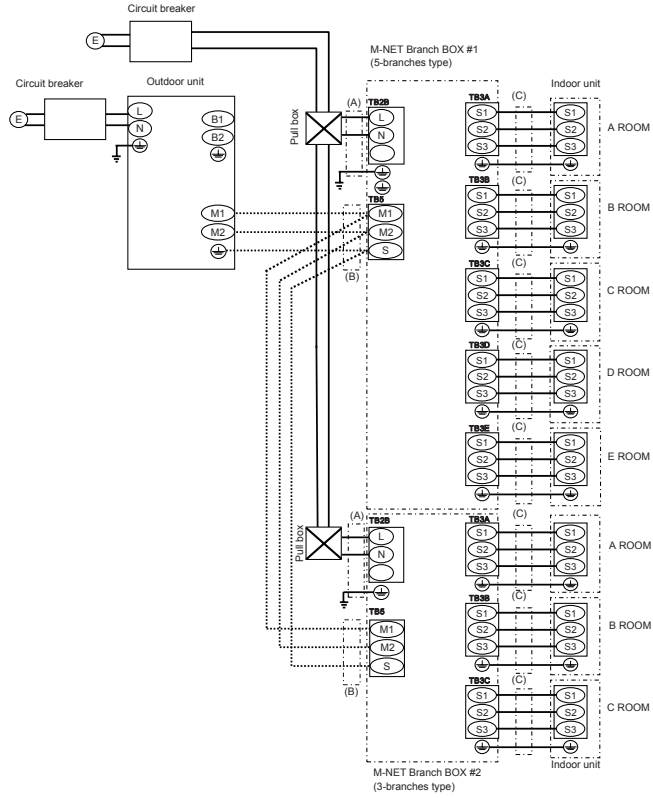 Circuit breaker
E
M-NET Branch BOX #1
(5-branches type)
Circuit breaker
Outdoor unit
E
L
N
B1
B2
M1
M2
Pull box
(A)
TB2B
L
N
TB5
M1
M2
S
(B)
Indoor unit
TB3A
(C)
S1
S1
S2
S2
S3
S3
A ROOM
TB3B
(C)
S1
S1
S2
S2
S3
S3
B ROOM
TB3C
(C)
S1
S1
S2
S2
S3
S3
C ROOM
TB3D
(C)
S1
S1
S2
S2
S3
S3
D ROOM
TB3E
(C)
S1
S1
S2
S2
S3
S3
E ROOM
Pull box
(A)
TB2B
L
N
TB5
M1
M2
S
(B)
TB3A
(C)
S1
S1
S2
S2
S3
S3
A ROOM
TB3B
(C)
S1
S1
S2
S2
S3
S3
B ROOM
TB3C
(C)
S1
S1
S2
S2
S3
S3
C ROOM
Indoor unit
M-NET Branch BOX #2
(3-branches type)